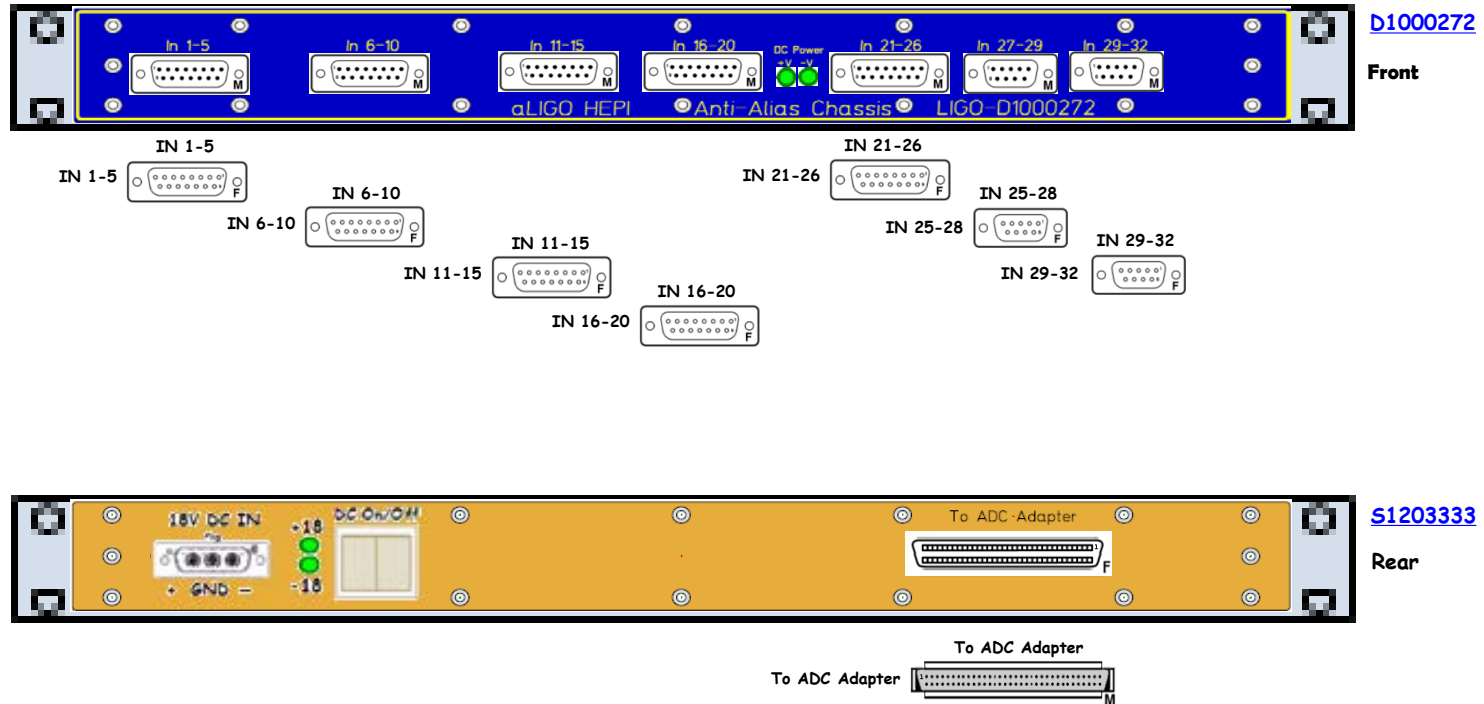 D1000272
In 1-5 In 6-10 In 11-15 In 16-20 DC Power In 21-26 In 27-29 In 29-32
+V -V
M M M M M M M
Front
aLIGO HEPI Anti-Alias Chassis LIGO-D1000272
IN 1-5
IN 1-5 F
IN 6-10
IN 6-10 F
IN 11-15
IN 11-15 F
IN 16-20
IN 16-20 F
IN 21-26
IN 21-26 F
IN 25-28
IN 25-28 F
IN 29-32
IN 29-32 F
S1203333
18V DC IN +18 DC On/Off To ADC Adapter
F
Rear
+ GND - -18
To ADC Adapter
To ADC Adapter M